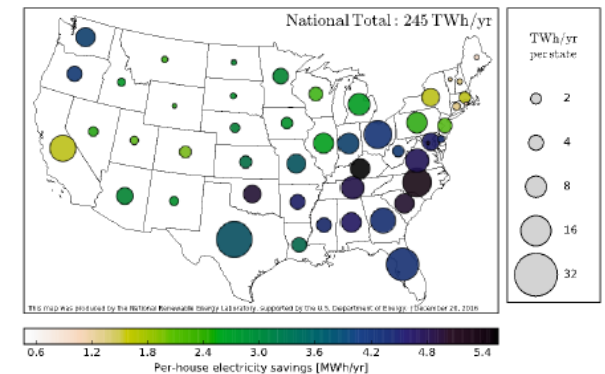 National Total : 245 TWh/yr
TWh/yr
per state
2
4
8
16
32
This map was produced by the National Renewable Energy Laboratory, supported by the U.S. Department of Energy. | December 20, 2016
0.6 1.2 1.8 2.4 3.0 3.6 4.2 4.8 5.4
Per-house electricity savings [MWh/yr]